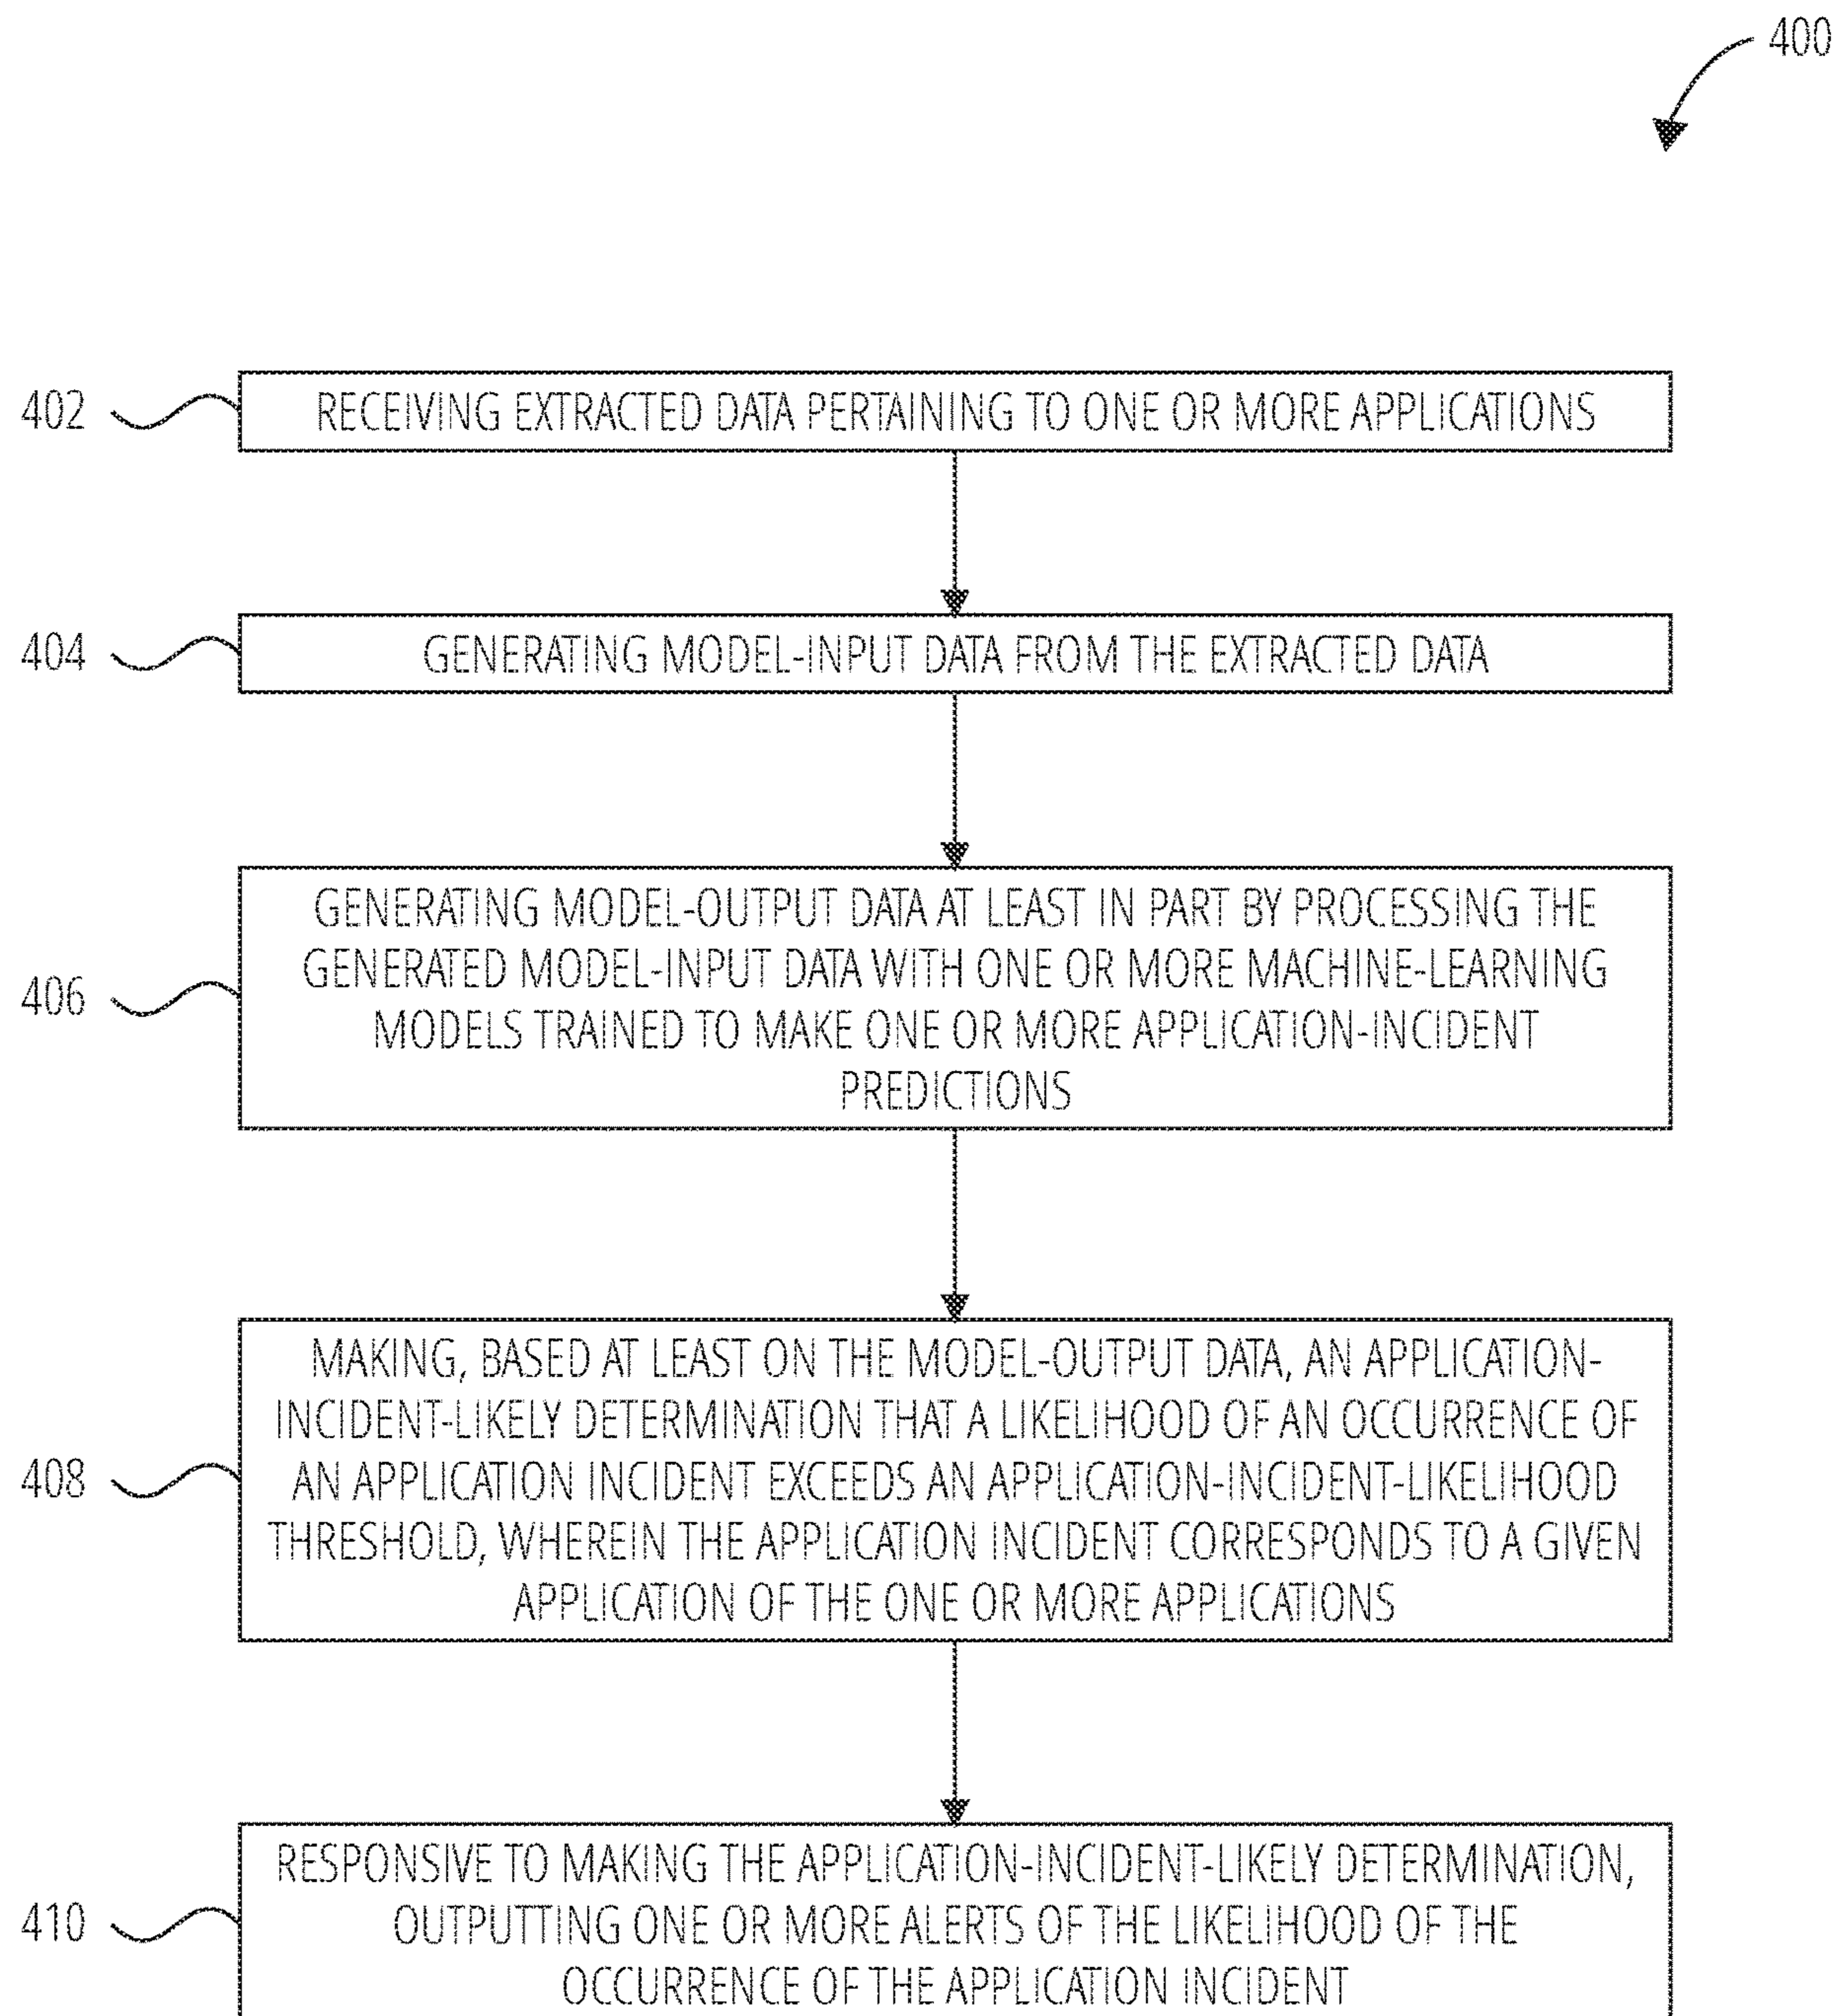 400
402
RECEIVING EXTRACTED DATA PERTAINING TO ONE OR MORE APPLICATIONS
404
GENERATING MODEL-INPUT DATA FROM THE EXTRACTED DATA
406
GENERATING MODEL-OUTPUT DATA AT LEAST IN PART BY PROCESSING THE
GENERATED MODEL-INPUT DATA WITH ONE OR MORE MACHINE-LEARNING
MODELS TRAINED TO MAKE ONE OR MORE APPLICATION-INCIDENT
PREDICTIONS
408
MAKING, BASED AT LEAST ON THE MODEL-OUTPUT DATA, AN APPLICATION-
INCIDENT-LIKELY DETERMINATION THAT A LIKELIHOOD OF AN OCCURRENCE OF
AN APPLICATION INCIDENT EXCEEDS AN APPLICATION-INCIDENT-LIKELIHOOD
THRESHOLD, WHEREIN THE APPLICATION INCIDENT CORRESPONDS TO A GIVEN
APPLICATION OF THE ONE OR MORE APPLICATIONS
410
RESPONSIVE TO MAKING THE APPLICATION-INCIDENT-LIKELY DETERMINATION,
OUTPUTTING ONE OR MORE ALERTS OF THE LIKELIHOOD OF THE
OCCURRENCE OF THE APPLICATION INCIDENT